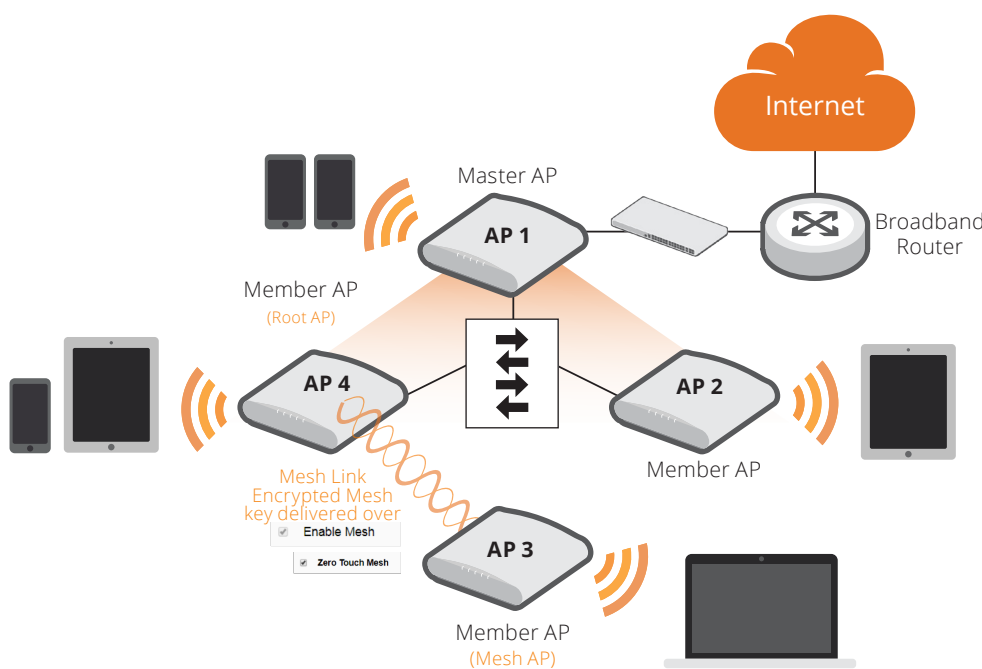 Internet
Master AP
AP 1
Broadband
Router
Member AP
(Root AP)
AP 4
AP 2
Member AP
Mesh Link
Encrypted Mesh
key delivered over
Enable Mesh
Zero Touch Mesh
AP 3
Member AP
(Mesh AP)